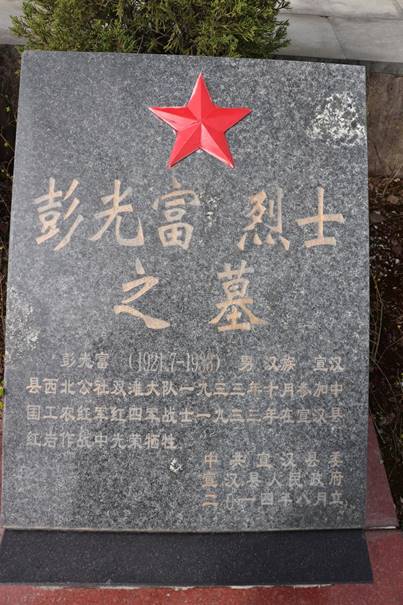 彭光富 烈士
之墓
彭光富 (1921.7-1933) 男 汉族 宣汉
县西北公社双滩大队一九三三年十月参加中
国工农红军红四军战士一九三三年在宣汉县
红岩作战中光荣牺牲
中共宣汉县委
宣汉县人民政府
二〇一四年八月立